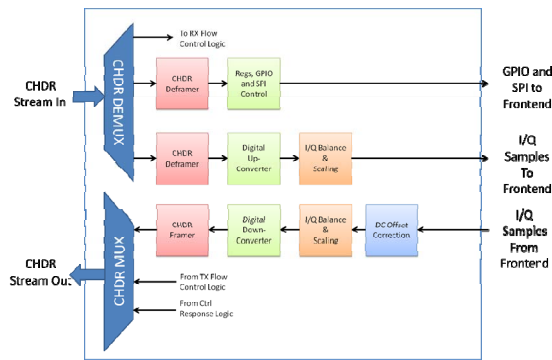 To RX Flow
Control Logic
CHDR
Stream In
CHDR DEMUX
CHDR
Deframer
Regs, GPIO
and SPI
Control
GPIO and
SPI to
Frontend
CHDR
Deframer
Digital
Up-
Converter
I/Q Balance
&
Scaling
I/Q
Samples
To
Frontend
CHDR
Framer
Digital
Down-
Converter
I/Q Balance
&
Scaling
DC Offset
Correction
I/Q
Samples
From
Frontend
CHDR
Stream Out
CHDR MUX
From TX Flow
Control Logic
From Ctrl
Response Logic